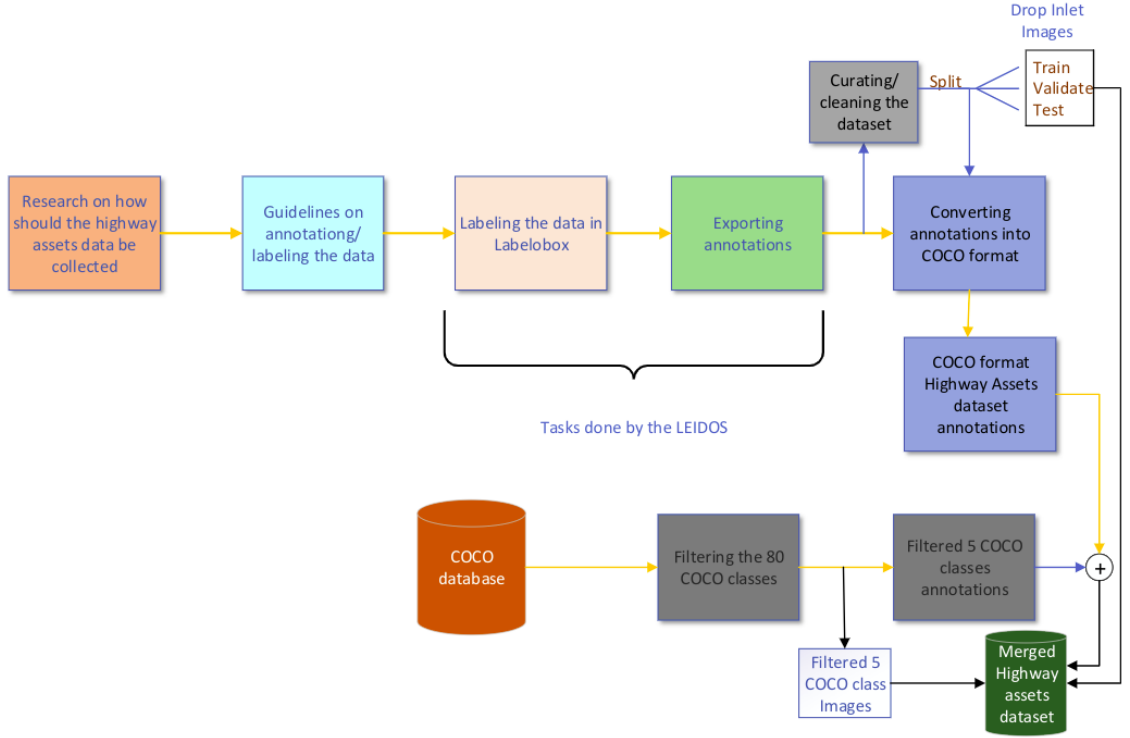 Drop Inlet
Images
Curating/
cleaning the
dataset
Split
Train
Validate
Test
Research on how
should the highway
assets data be
collected
Guidelines on
annotationg/
labeling the data
Labeling the data in
Labelobox
Exporting
annotations
Converting
annotations into
COCO format
COCO format
Highway Assets
dataset
annotations
Tasks done by the LEIDOS
COCO
database
Filtering the 80
COCO classes
Filtered 5 COCO
classes
annotations
+
Filtered 5
COCO class
Images
Merged
Highway
assets
dataset